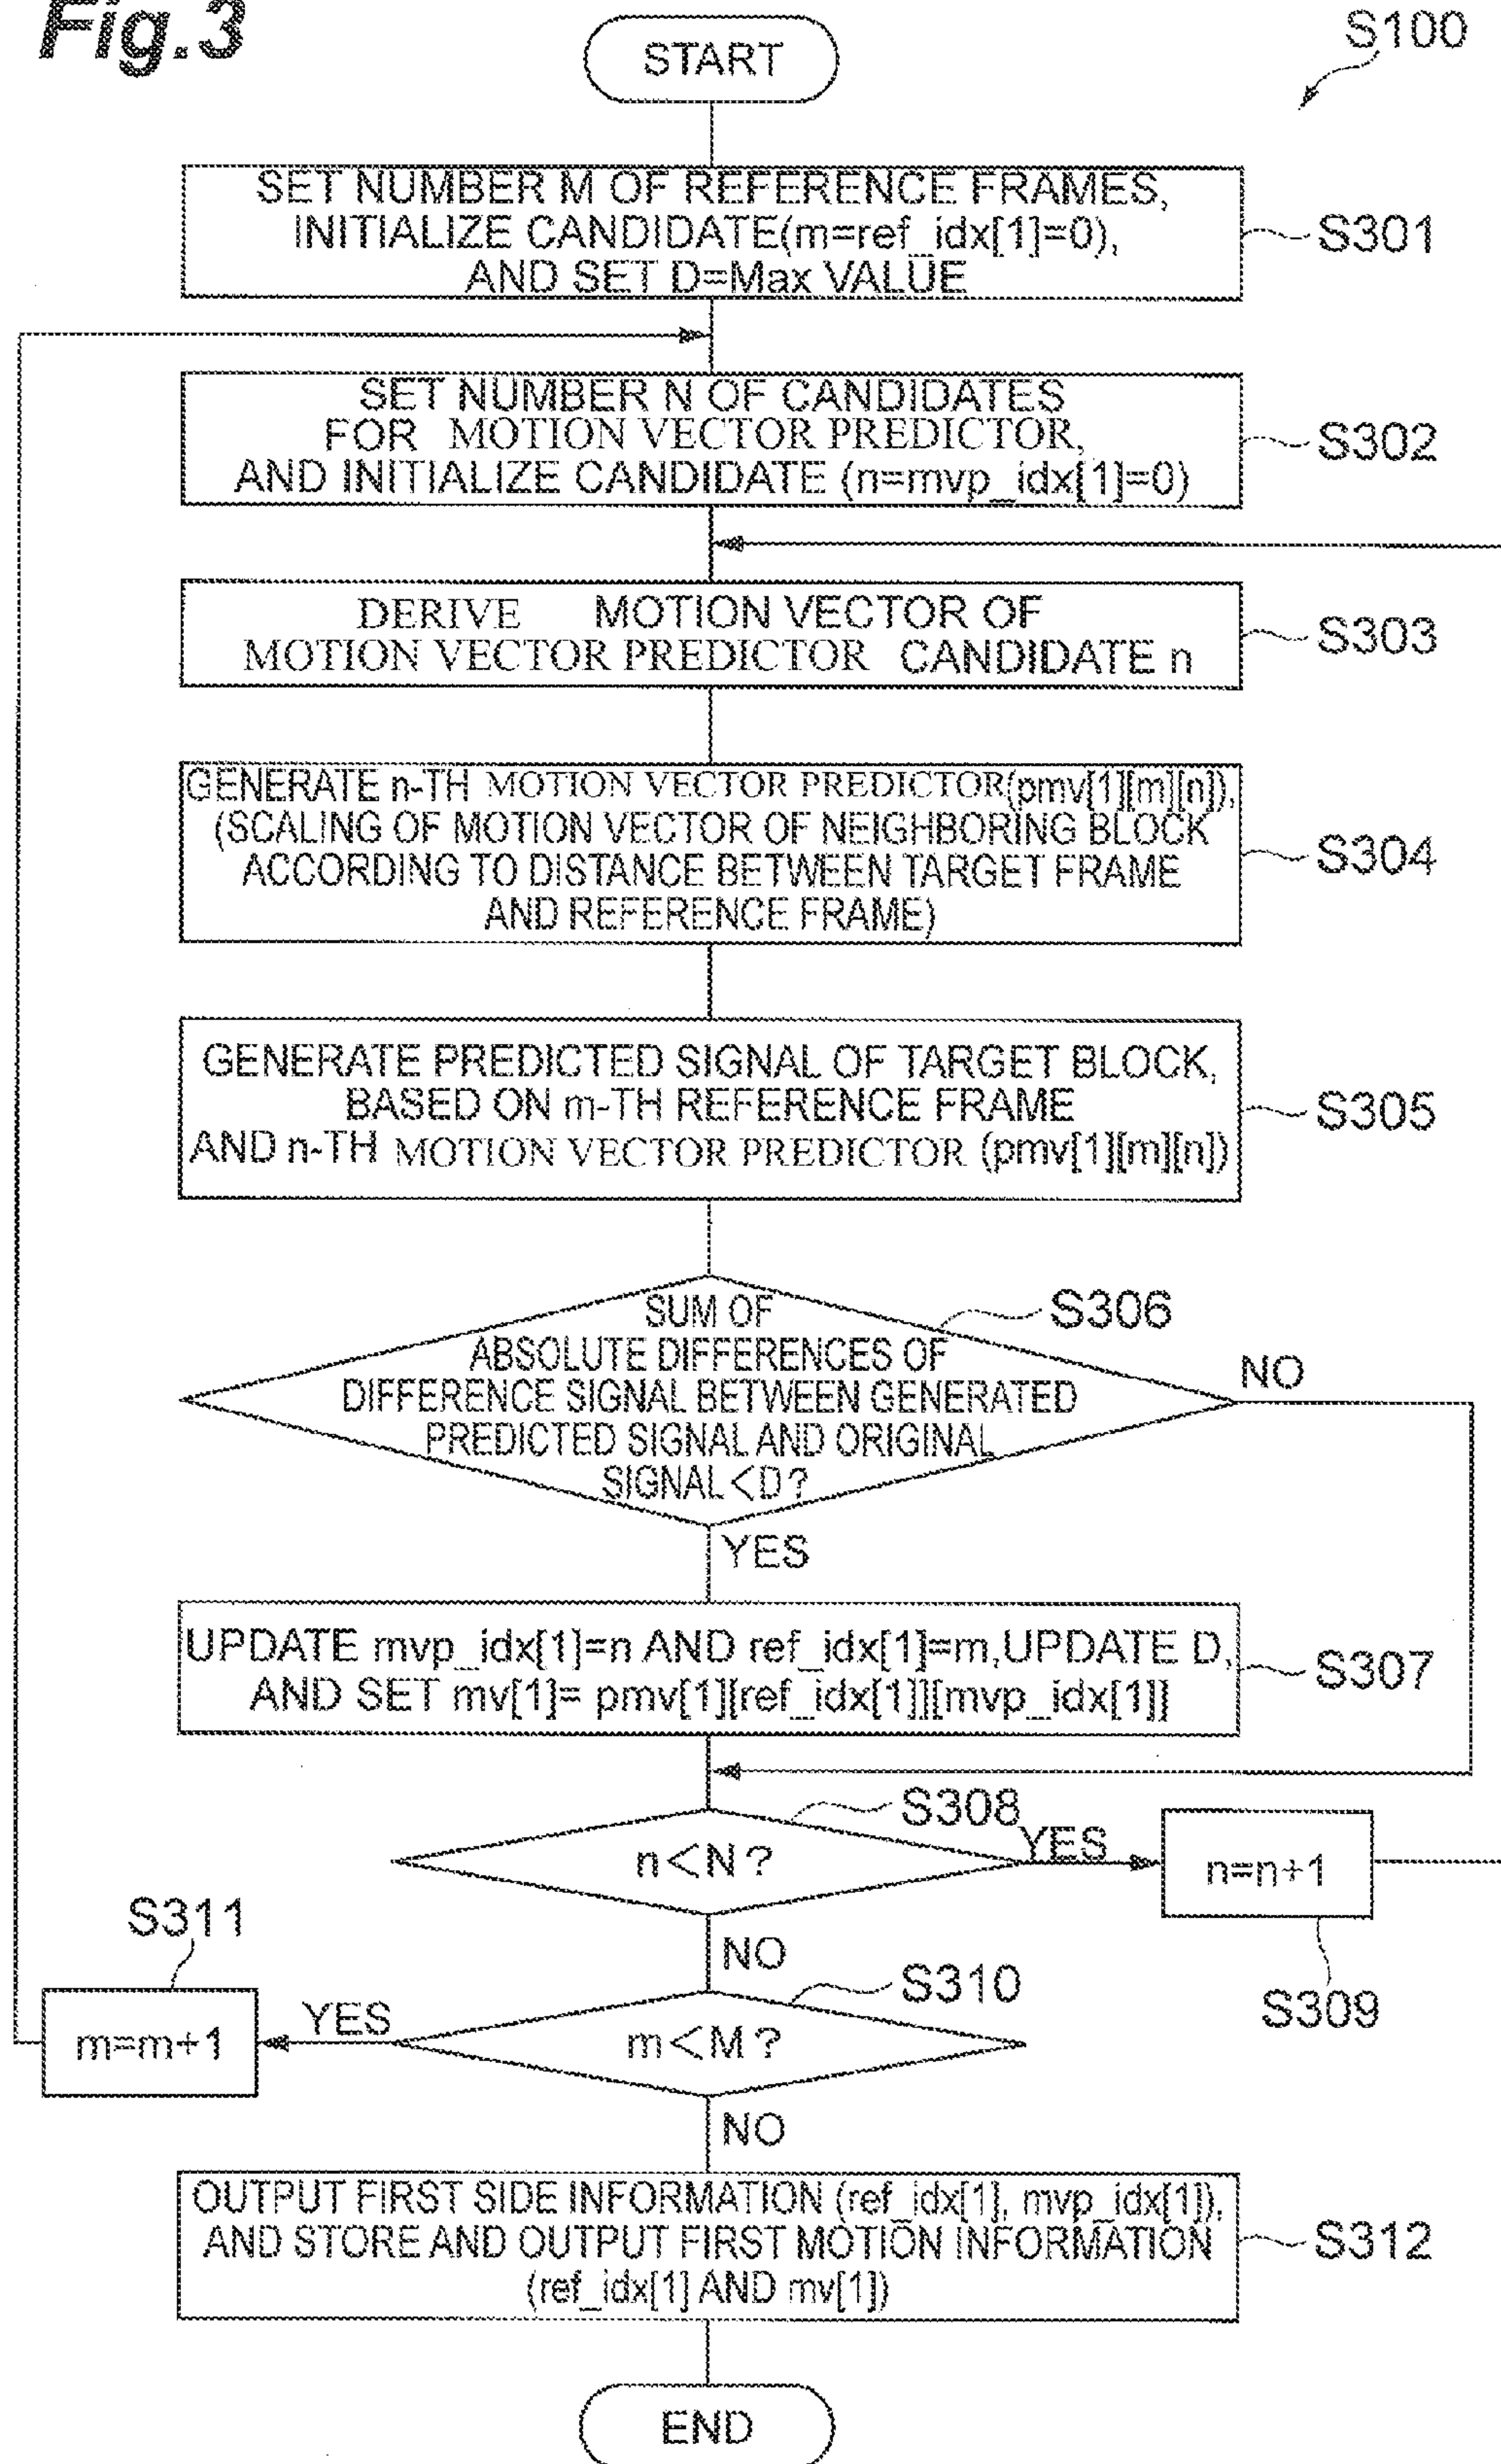 Fig.3
S100
START
SET NUMBER M OF REFERENCE FRAMES,
INITIALIZE CANDIDATE(m=ref_idx[1]=0),
AND SET D=Max VALUE
S301
SET NUMBER N OF CANDIDATES
FOR MOTION VECTOR PREDICTOR,
AND INITIALIZE CANDIDATE (n=mvp_idx[1]=0)
S302
DERIVE MOTION VECTOR OF
MOTION VECTOR PREDICTOR CANDIDATE n
S303
GENERATE n-TH MOTION VECTOR PREDICTOR(pmv[1][m][n]),
(SCALING OF MOTION VECTOR OF NEIGHBORING BLOCK
ACCORDING TO DISTANCE BETWEEN TARGET FRAME
AND REFERENCE FRAME)
S304
GENERATE PREDICTED SIGNAL OF TARGET BLOCK,
BASED ON m-TH REFERENCE FRAME
AND n-TH MOTION VECTOR PREDICTOR (pmv[1][m][n])
S305
SUM OF
ABSOLUTE DIFFERENCES OF
DIFFERENCE SIGNAL BETWEEN GENERATED
PREDICTED SIGNAL AND ORIGINAL
SIGNAL<D?
S306
NO
YES
UPDATE mvp_idx[1]=n AND ref_idx[1]=m,UPDATE D,
AND SET mv[1]= pmv[1][ref_idx[1]][mvp_idx[1]]
S307
n<N?
S308
YES
n=n+1
S309
NO
S311
m=m+1
YES
m<M?
S310
NO
OUTPUT FIRST SIDE INFORMATION (ref_idx[1], mvp_idx[1]),
AND STORE AND OUTPUT FIRST MOTION INFORMATION
(ref_idx[1] AND mv[1])
S312
END